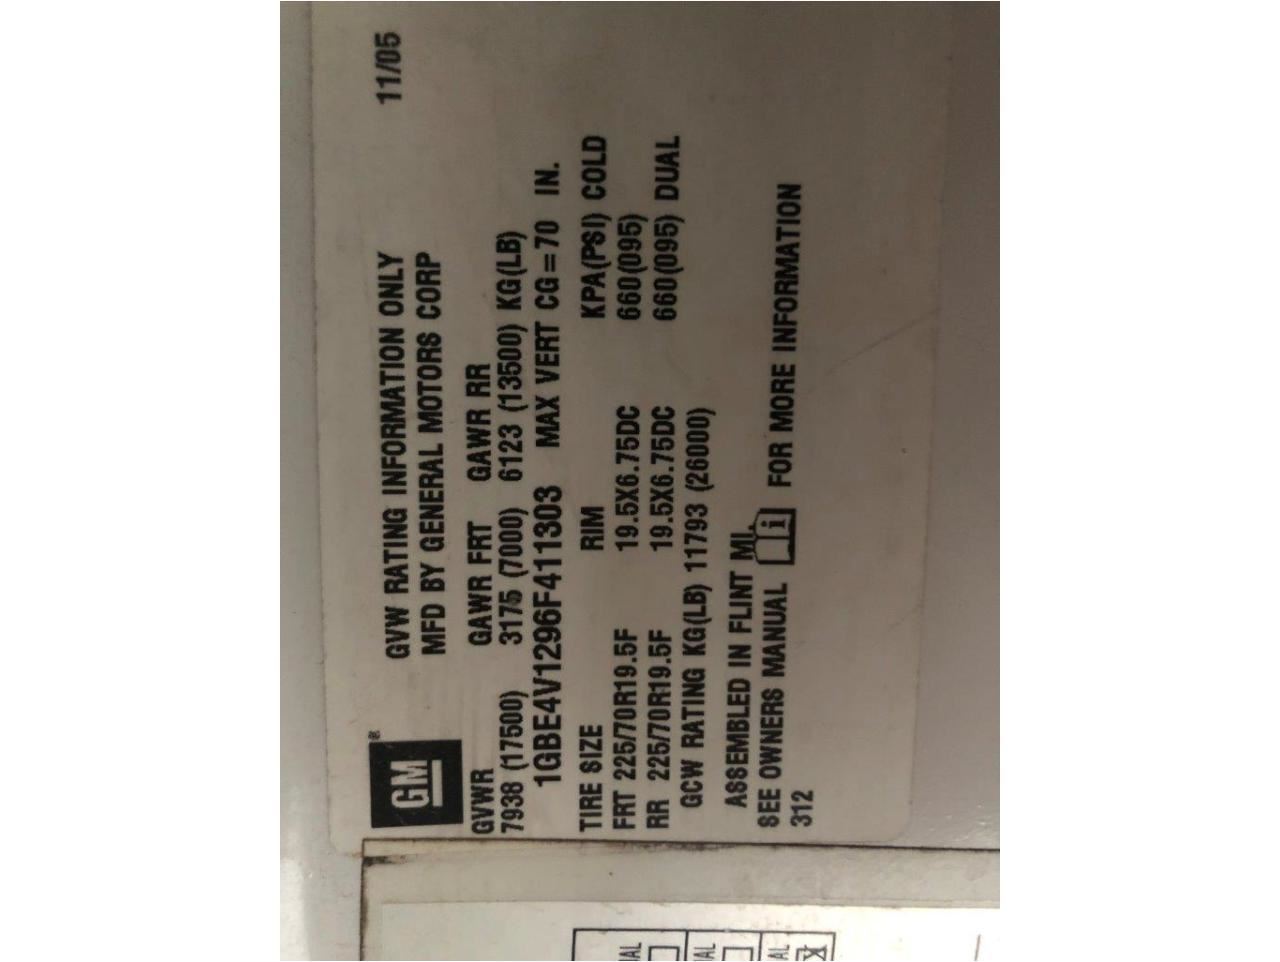 11/05
GM®
GVW RATING INFORMATION ONLY
MFD BY GENERAL MOTORS CORP
GVWR GAWR FRT GAWR RR
7938 (17500) 3175 (7000) 6123 (13500) KG(LB)
1GBE4V1296F411303 MAX VERT CG=70 IN.
TIRE SIZE RIM KPA(PSI) COLD
FRT 225/70R19.5F 19.5X6.75DC 660(095)
RR 225/70R19.5F 19.5X6.75DC 660(095) DUAL
GCW RATING KG(LB) 11793 (26000)
ASSEMBLED IN FLINT MI.
SEE OWNERS MANUAL i FOR MORE INFORMATION
312